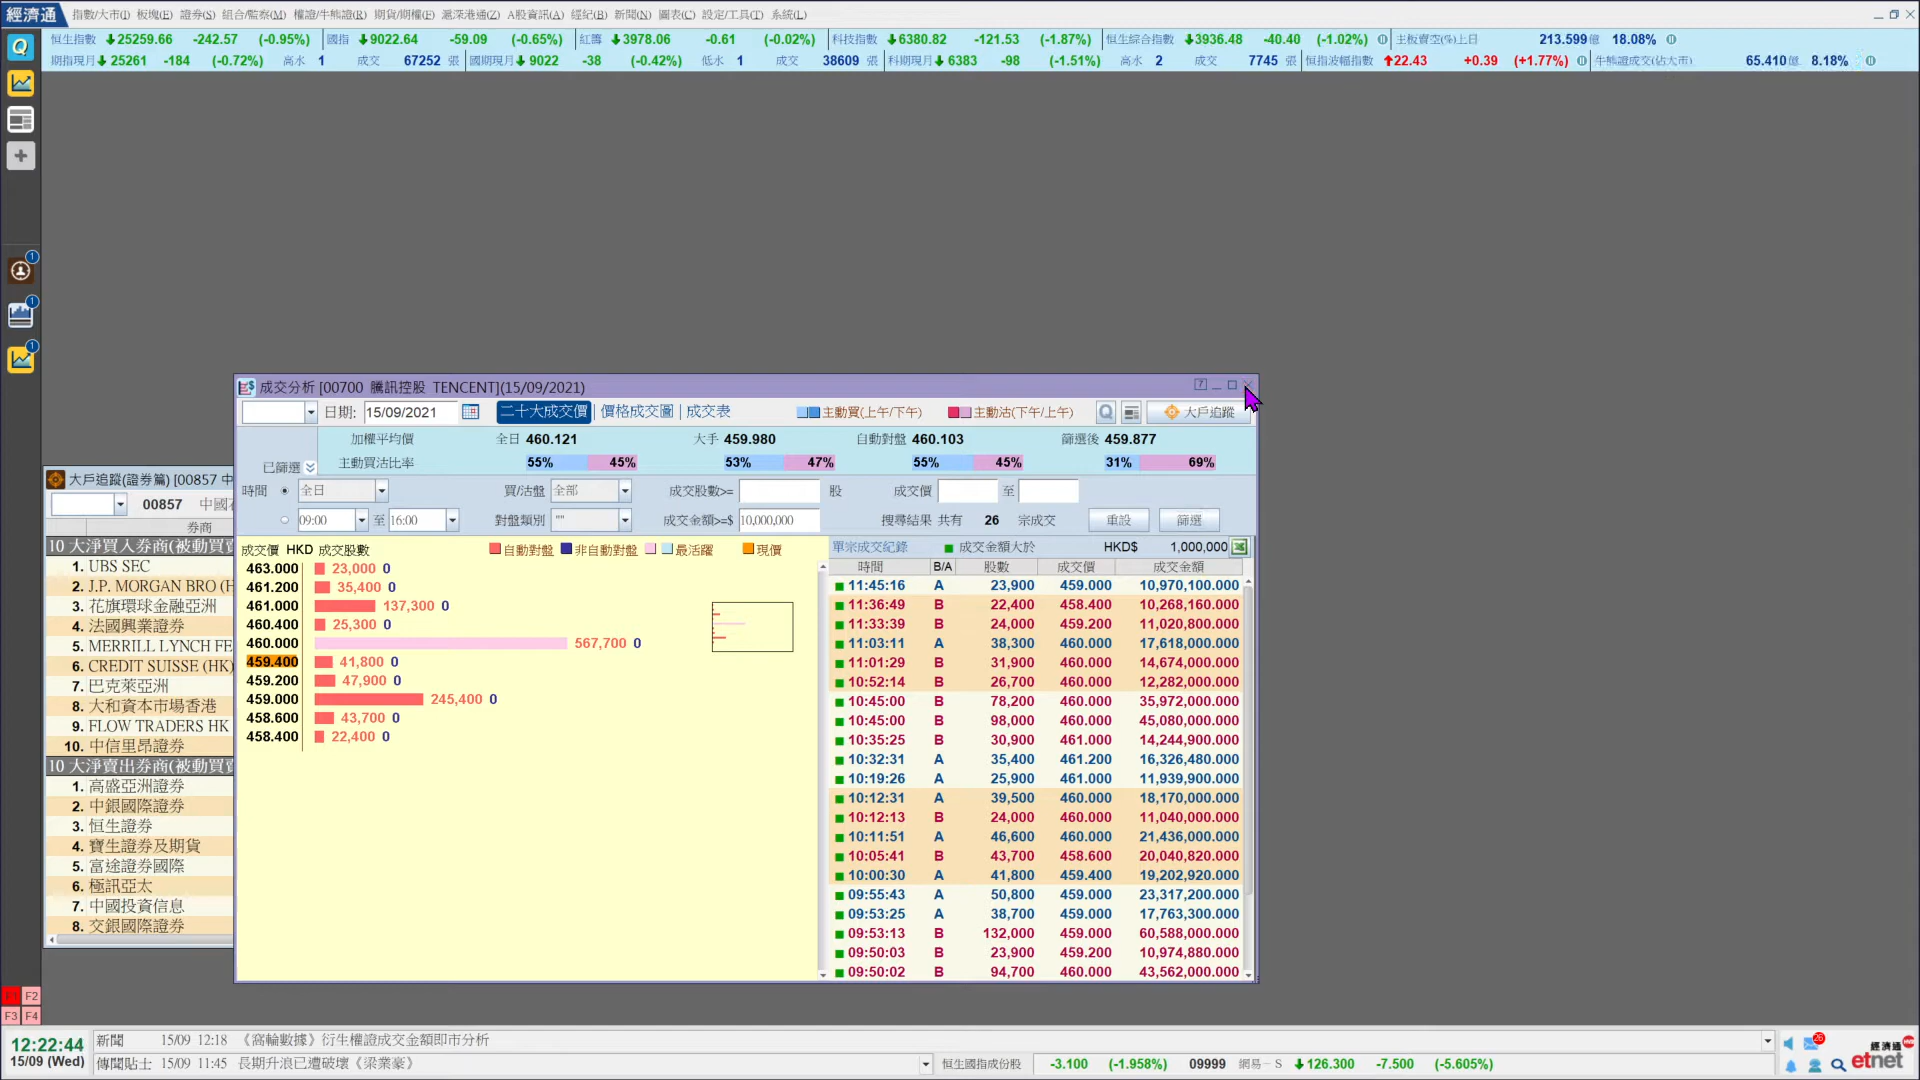 經濟通 指數/大市(I) 板塊(E) 證券(S) 組合/監察(M) 權證/牛熊證(R) 期貨/期權(F) 滬深港通(Z) A股資訊(A) 經紀(B) 新聞(N) 圖表(C) 設定/工具(T) 系統(L)
恒生指數 25259.66 -242.57 (-0.95%) 國指 9022.64 -59.09 (-0.65%) 紅籌 3978.06 -0.61 (-0.02%) 科技指數 6380.82 -121.53 (-1.87%) 恒生綜合指數 3936.48 -40.40 (-1.02%) 主板賣空(%)上日 213.599億 18.08%
期指現月 25261 -184 (-0.72%) 高水 1 成交 67252 張 國期現月 9022 -38 (-0.42%) 低水 1 成交 38609 張 科期現月 6383 -98 (-1.51%) 高水 2 成交 7745 張 恒指波幅指數 22.43 +0.39 (+1.77%) 牛熊證成交(佔大市) 65.410億 8.18%
成交分析 [00700 騰訊控股 TENCENT](15/09/2021)
日期: 15/09/2021 二十大成交價 價格成交圖 成交表 主動買(上午/下午) 主動沽(下午/上午) 大戶追蹤
加權平均價 全日 460.121 大手 459.980 自動對盤 460.103 篩選後 459.877
已篩選 主動買沽比率 55% 45% 53% 47% 55% 45% 31% 69%
時間 全日 買/沽盤 全部 成交股數>= 股 成交價 至
09:00 至 16:00 對盤類別 "" 成交金額>=$ 10,000,000 搜尋結果 共有 26 宗成交 重設 篩選
成交價 HKD 成交股數 自動對盤 非自動對盤 最活躍 現價
463.000 23,000 0
461.200 35,400 0
461.000 137,300 0
460.400 25,300 0
460.000 567,700 0
459.400 41,800 0
459.200 47,900 0
459.000 245,400 0
458.600 43,700 0
458.400 22,400 0
單宗成交紀錄 成交金額大於 HKD$ 1,000,000
時間 B/A 股數 成交價 成交金額
11:45:16 A 23,900 459.000 10,970,100.000
11:36:49 B 22,400 458.400 10,268,160.000
11:33:39 B 24,000 459.200 11,020,800.000
11:03:11 A 38,300 460.000 17,618,000.000
11:01:29 B 31,900 460.000 14,674,000.000
10:52:14 B 26,700 460.000 12,282,000.000
10:45:00 B 78,200 460.000 35,972,000.000
10:45:00 B 98,000 460.000 45,080,000.000
10:35:25 B 30,900 461.000 14,244,900.000
10:32:31 A 35,400 461.200 16,326,480.000
10:19:26 A 25,900 461.000 11,939,900.000
10:12:31 A 39,500 460.000 18,170,000.000
10:12:13 B 24,000 460.000 11,040,000.000
10:11:51 A 46,600 460.000 21,436,000.000
10:05:41 B 43,700 458.600 20,040,820.000
10:00:30 A 41,800 459.400 19,202,920.000
09:55:43 A 50,800 459.000 23,317,200.000
09:53:25 A 38,700 459.000 17,763,300.000
09:53:13 B 132,000 459.000 60,588,000.000
09:50:03 B 23,900 459.200 10,974,880.000
09:50:02 B 94,700 460.000 43,562,000.000
大戶追蹤(證券篇) [00857 中
00857 中國
券商
10 大淨買入券商(被動買賣
1. UBS SEC
2. J.P. MORGAN BRO (H
3. 花旗環球金融亞洲
4. 法國興業證券
5. MERRILL LYNCH FE
6. CREDIT SUISSE (HK)
7. 巴克萊亞洲
8. 大和資本市場香港
9. FLOW TRADERS HK
10. 中信里昂證券
10 大淨賣出券商(被動買賣
1. 高盛亞洲證券
2. 中銀國際證券
3. 恒生證券
4. 寶生證券及期貨
5. 富途證券國際
6. 極訊亞太
7. 中國投資信息
8. 交銀國際證券
F1 F2
F3 F4
12:22:44 新聞 15/09 12:18 《窩輪數據》衍生權證成交金額即市分析
15/09 (Wed) 傳聞貼士 15/09 11:45 長期升浪已遭破壞《梁業豪》 恒生國指成份股 -3.100 (-1.958%) 09999 網易－S 126.300 -7.500 (-5.605%)
26 經濟通 etnet